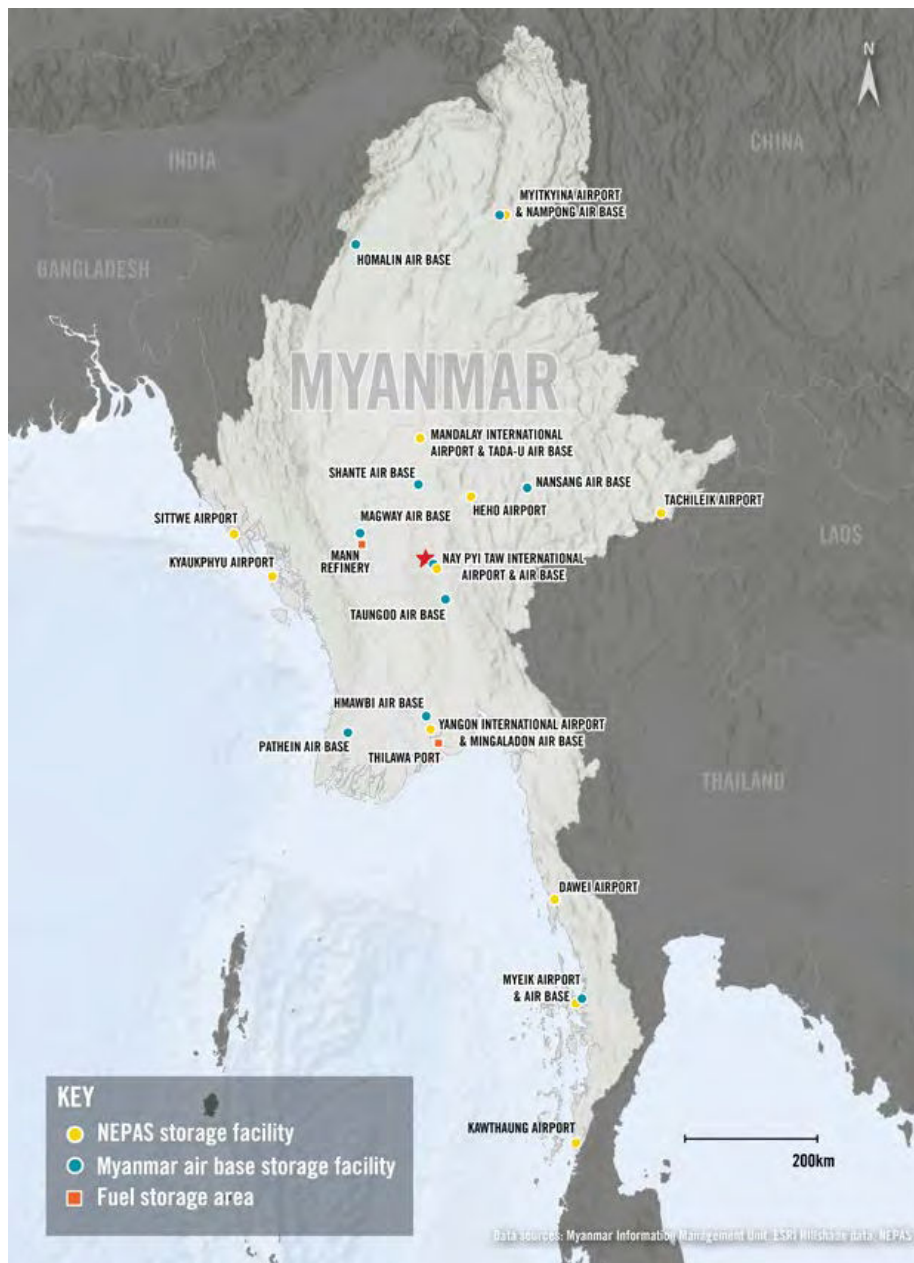 N
CHINA
INDIA
MYITKYINA AIRPORT
& NAMPONG AIR BASE
HOMALIN AIR BASE
BANGLADESH
MYANMAR
MANDALAY INTERNATIONAL
AIRPORT & TADA-U AIR BASE
SHANTE AIR BASE
NANSANG AIR BASE
HEHO AIRPORT
TACHILEIK AIRPORT
SITTWE AIRPORT
MAGWAY AIR BASE
LAOS
MANN
REFINERY
KYAUKPHYU AIRPORT
NAY PYI TAW INTERNATIONAL
AIRPORT & AIR BASE
TAUNGOO AIR BASE
HMAWBI AIR BASE
YANGON INTERNATIONAL AIRPORT
& MINGALADON AIR BASE
PATHEIN AIR BASE
THILAWA PORT
THAILAND
DAWEI AIRPORT
MYEIK AIRPORT
& AIR BASE
KEY
NEPAS storage facility
Myanmar air base storage facility
Fuel storage area
KAWTHAUNG AIRPORT
200km
Data sources: Myanmar Information Management Unit, ESRI Hillshade data, NEPAS